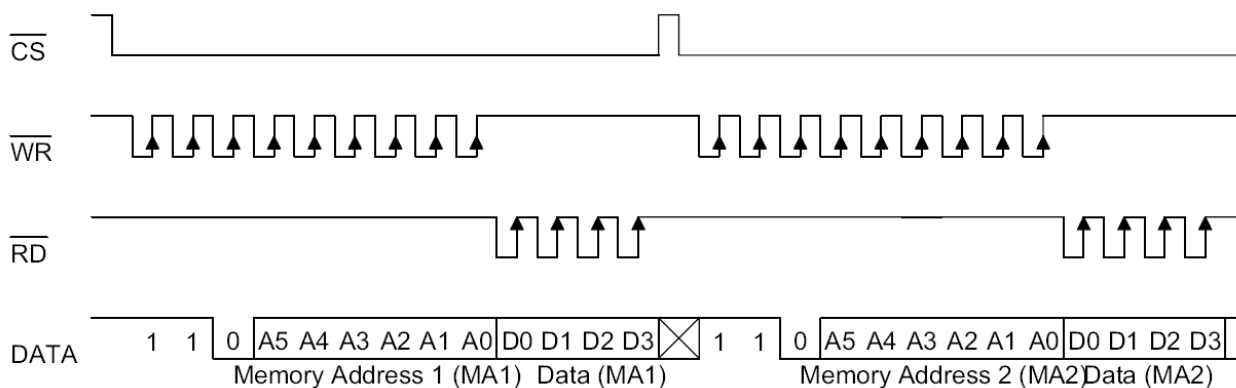 CS
WR
RD
DATA 1 1 0 A5 A4 A3 A2 A1 A0 D0 D1 D2 D3 1 1 0 A5 A4 A3 A2 A1 A0 D0 D1 D2 D3
Memory Address 1 (MA1) Data (MA1) Memory Address 2 (MA2) Data (MA2)